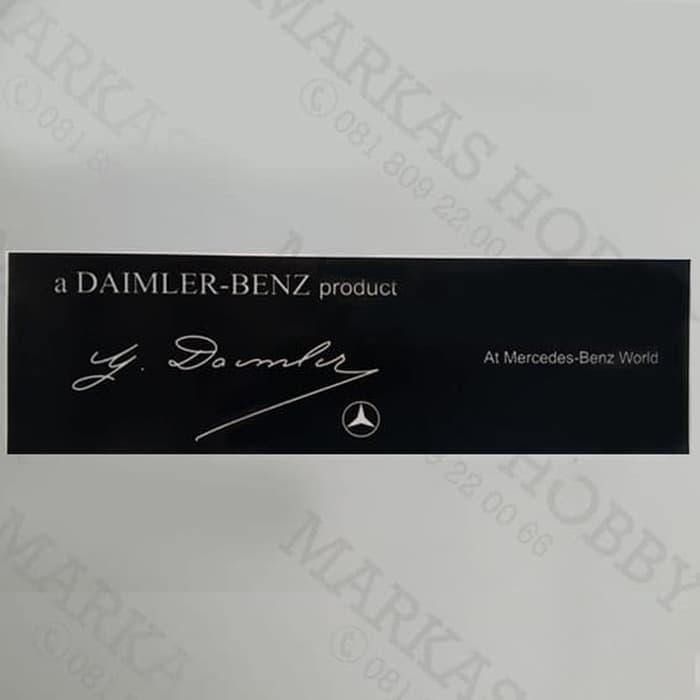 a DAIMLER-BENZ product
G. Daimler
At Mercedes-Benz World
MARKAS HOBBY
081 809 22 00 66